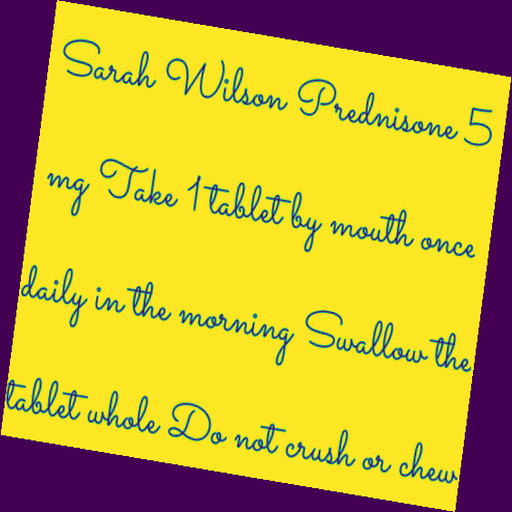 Sarah Wilson Prednisone 5
mg Take 1 tablet by mouth once
daily in the morning Swallow the
tablet whole Do not crush or chew